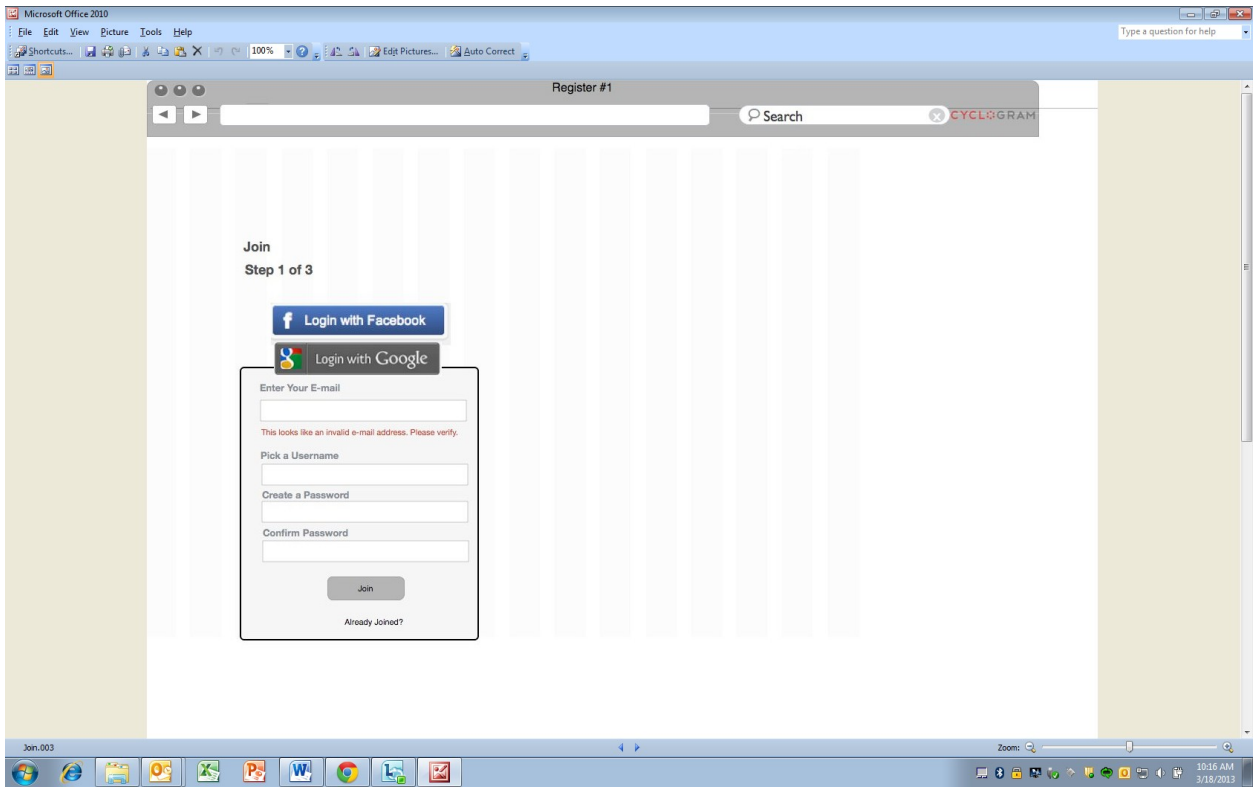 Microsoft Office 2010
File Edit View Picture Tools Help
Type a question for help
Shortcuts... 100% Edit Pictures... Auto Correct
Register #1
Search x CYCLOGRAM
Join
Step 1 of 3
f Login with Facebook
8 Login with Google
Enter Your E-mail
This looks like an invalid e-mail address. Please verify.
Pick a Username
Create a Password
Confirm Password
Join
Already Joined?
Join.003 Zoom:
10:16 AM
3/18/2013